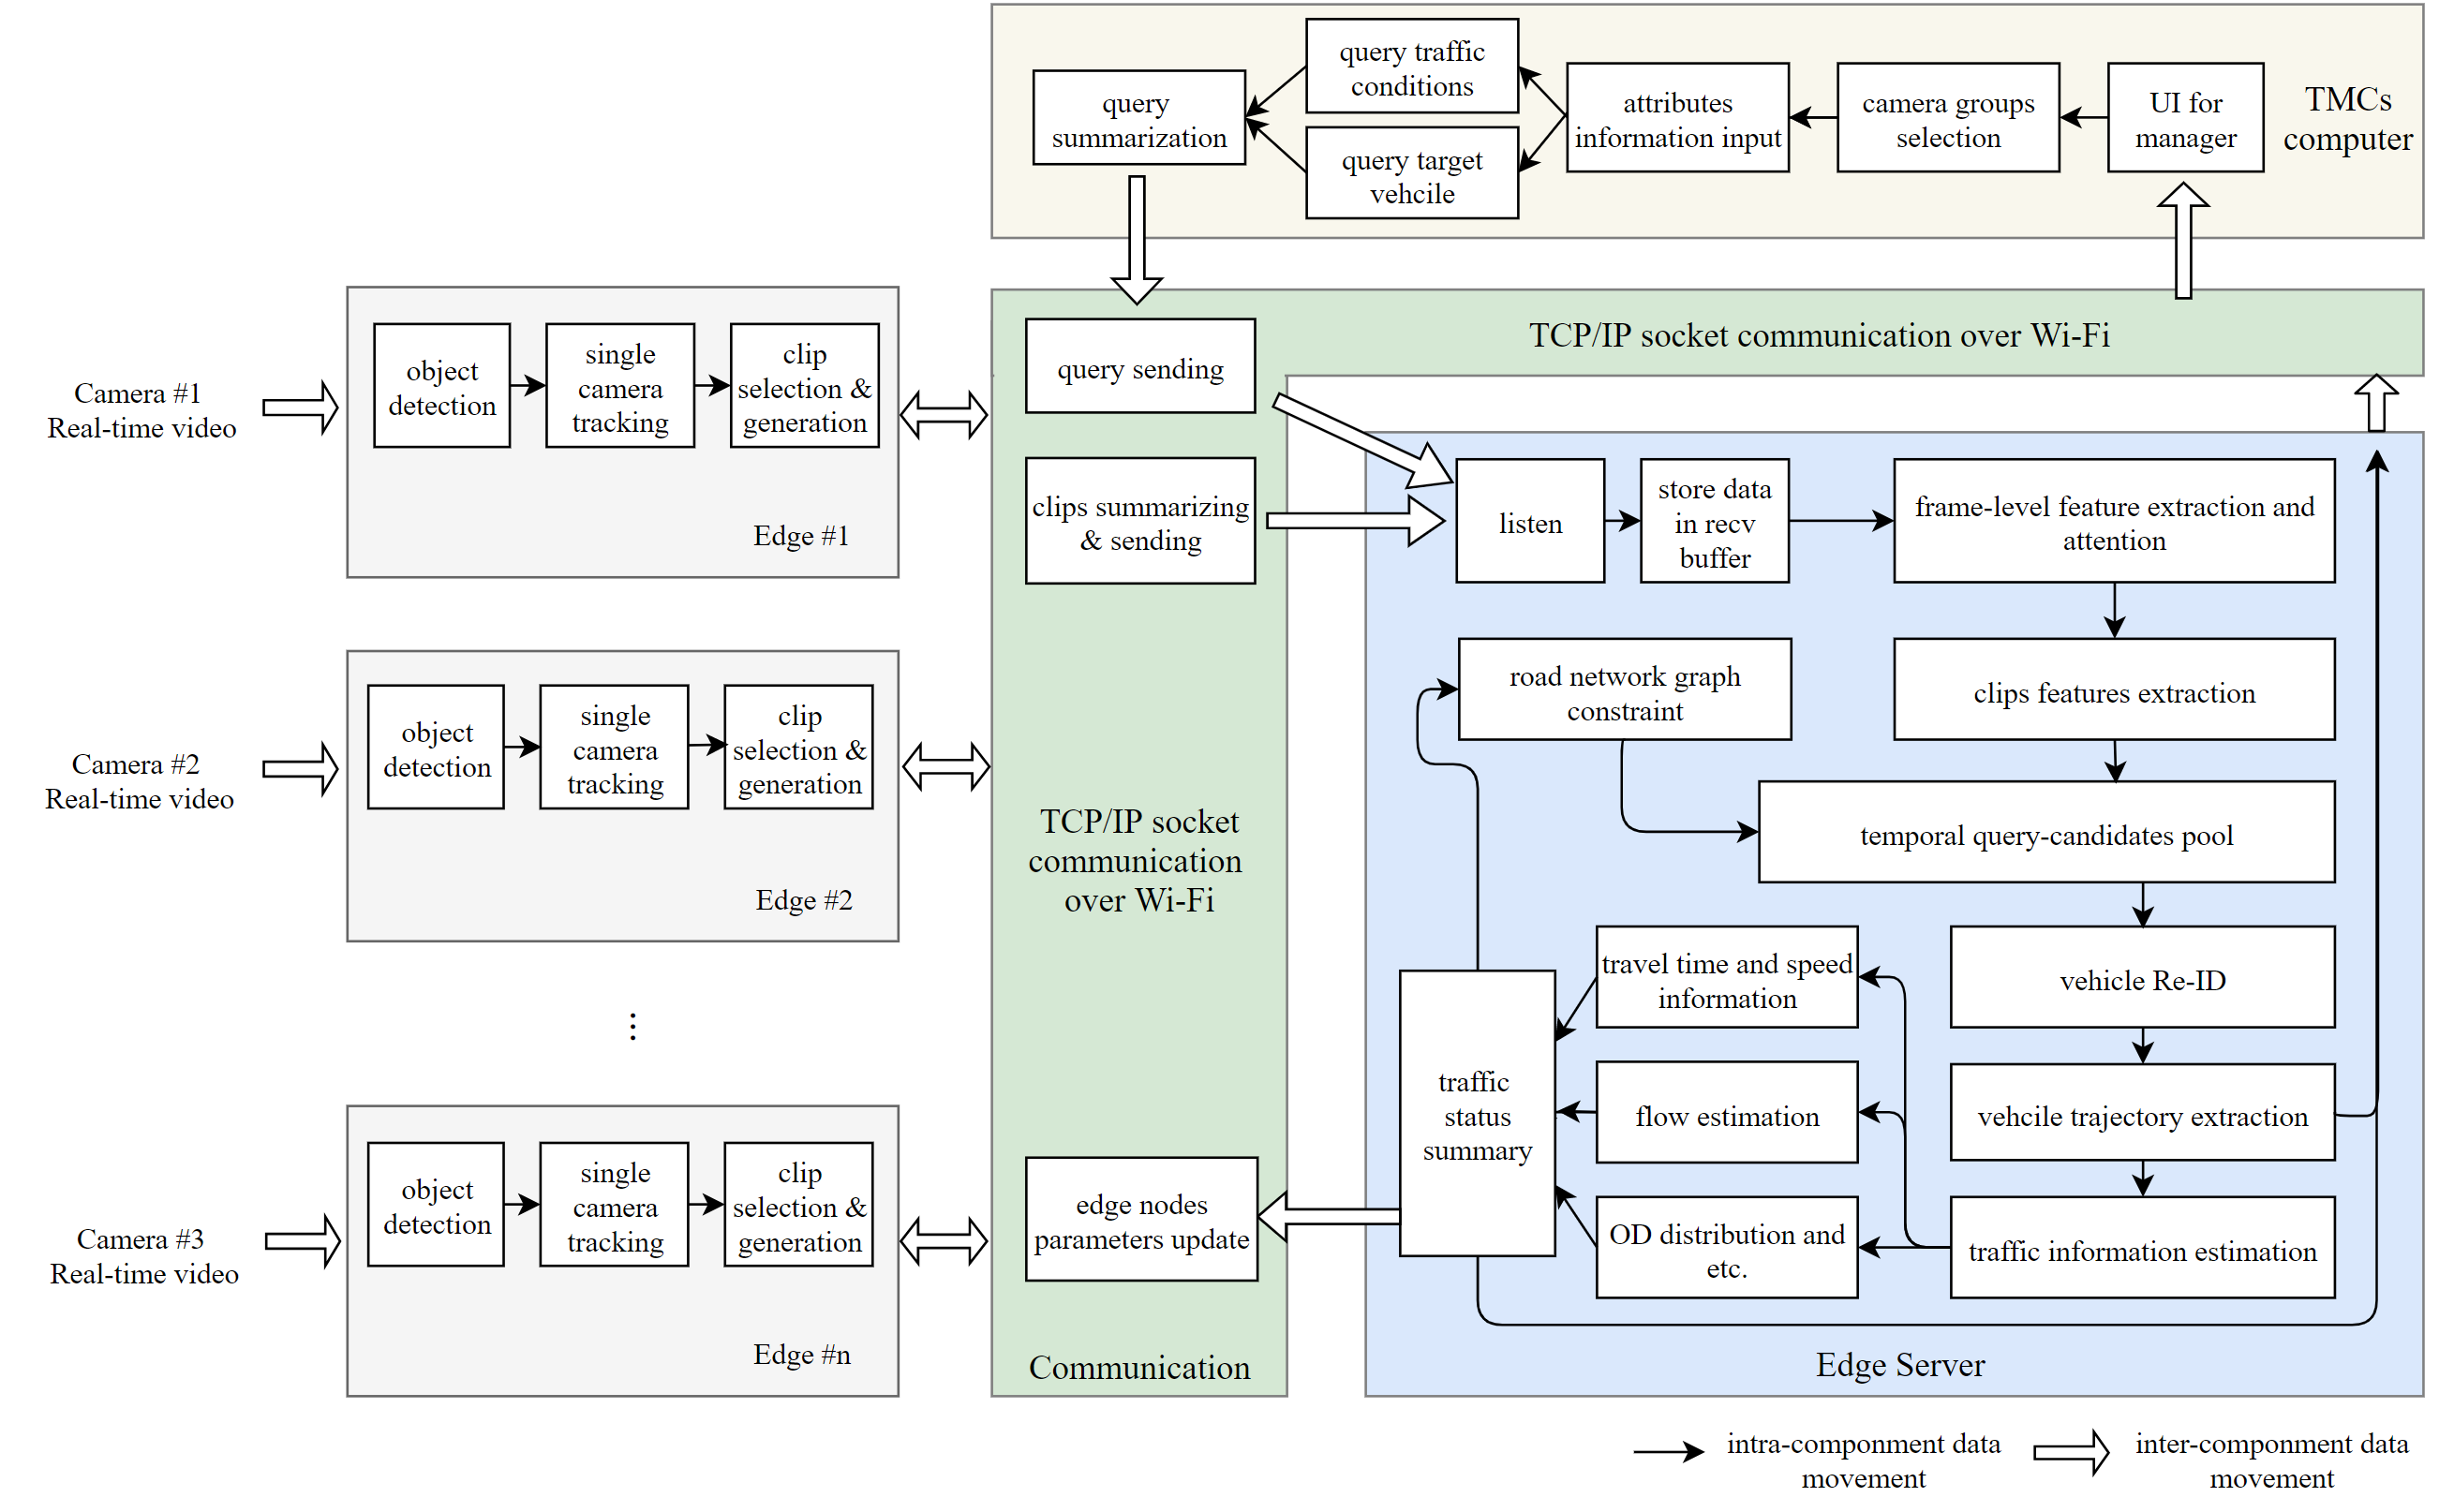 query traffic
conditions
query
summarization
query target
vehcile
attributes
information input
camera groups
selection
UI for
manager
TMCs
computer
TCP/IP socket communication over Wi-Fi
query sending
clips summarizing
& sending
TCP/IP socket
communication
over Wi-Fi
edge nodes
parameters update
Communication
Camera #1
Real-time video
object
detection
single
camera
tracking
clip
selection &
generation
Edge #1
Camera #2
Real-time video
object
detection
single
camera
tracking
clip
selection &
generation
Edge #2
⋮
Camera #3
Real-time video
object
detection
single
camera
tracking
clip
selection &
generation
Edge #n
listen
store data
in recv
buffer
frame-level feature extraction and
attention
road network graph
constraint
clips features extraction
temporal query-candidates pool
travel time and speed
information
vehicle Re-ID
traffic
status
summary
flow estimation
vehcile trajectory extraction
OD distribution and
etc.
traffic information estimation
Edge Server
intra-componment data
movement
inter-componment data
movement